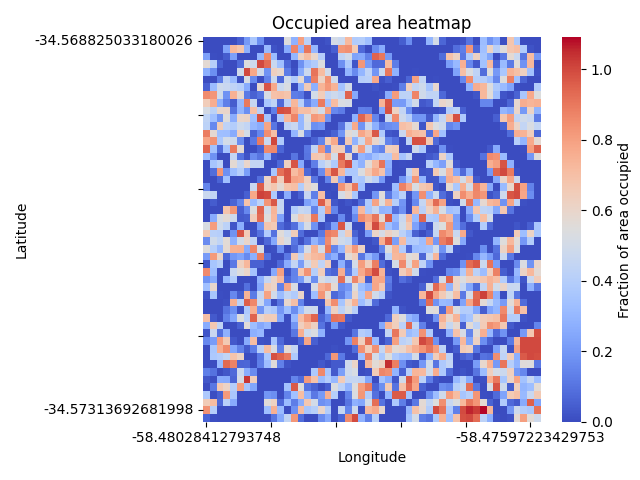 Occupied area heatmap
-34.568825033180026
-34.57313692681998
Latitude
-58.48028412793748
-58.47597223429753
Longitude
1.0
0.8
0.6
0.4
0.2
0.0
Fraction of area occupied